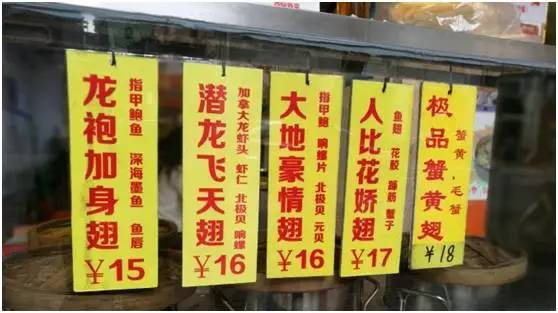 龙袍加身翅
指甲鲍鱼 深海墨鱼 鱼唇
￥15
潜龙飞天翅
加拿大龙虾头 虾仁 北极贝 响螺
￥16
大地豪情翅
指甲鲍 响螺片 北极贝 元贝
￥16
人比花娇翅
鱼翅 花胶 蹄筋 蟹子
￥17
极品蟹黄翅
蟹黄，毛蟹
￥18